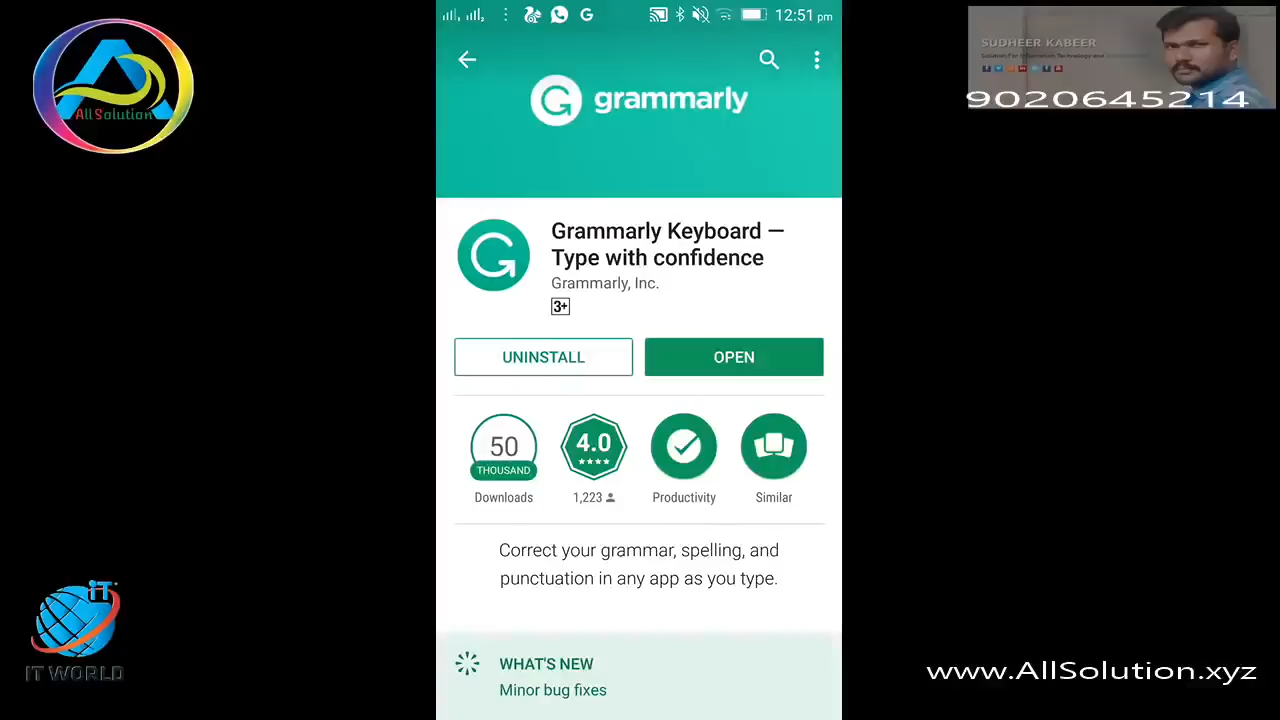 12:51 pm
grammarly
Grammarly Keyboard —
Type with confidence
Grammarly, Inc.
3+
UNINSTALL
OPEN
50
THOUSAND
Downloads
4.0
1,223
Productivity
Similar
Correct your grammar, spelling, and
punctuation in any app as you type.
WHAT'S NEW
Minor bug fixes
AllSolution
SUDHEER KABEER
9020645214
iT
IT WORLD
www.AllSolution.xyz